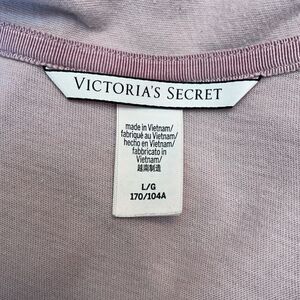 VICTORIA'S SECRET
made in Vietnam/
fabriqué au Vietnam/
hecho en Vietnam/
fabbricato in
Vietnam/
越南制造
L/G
170/104A